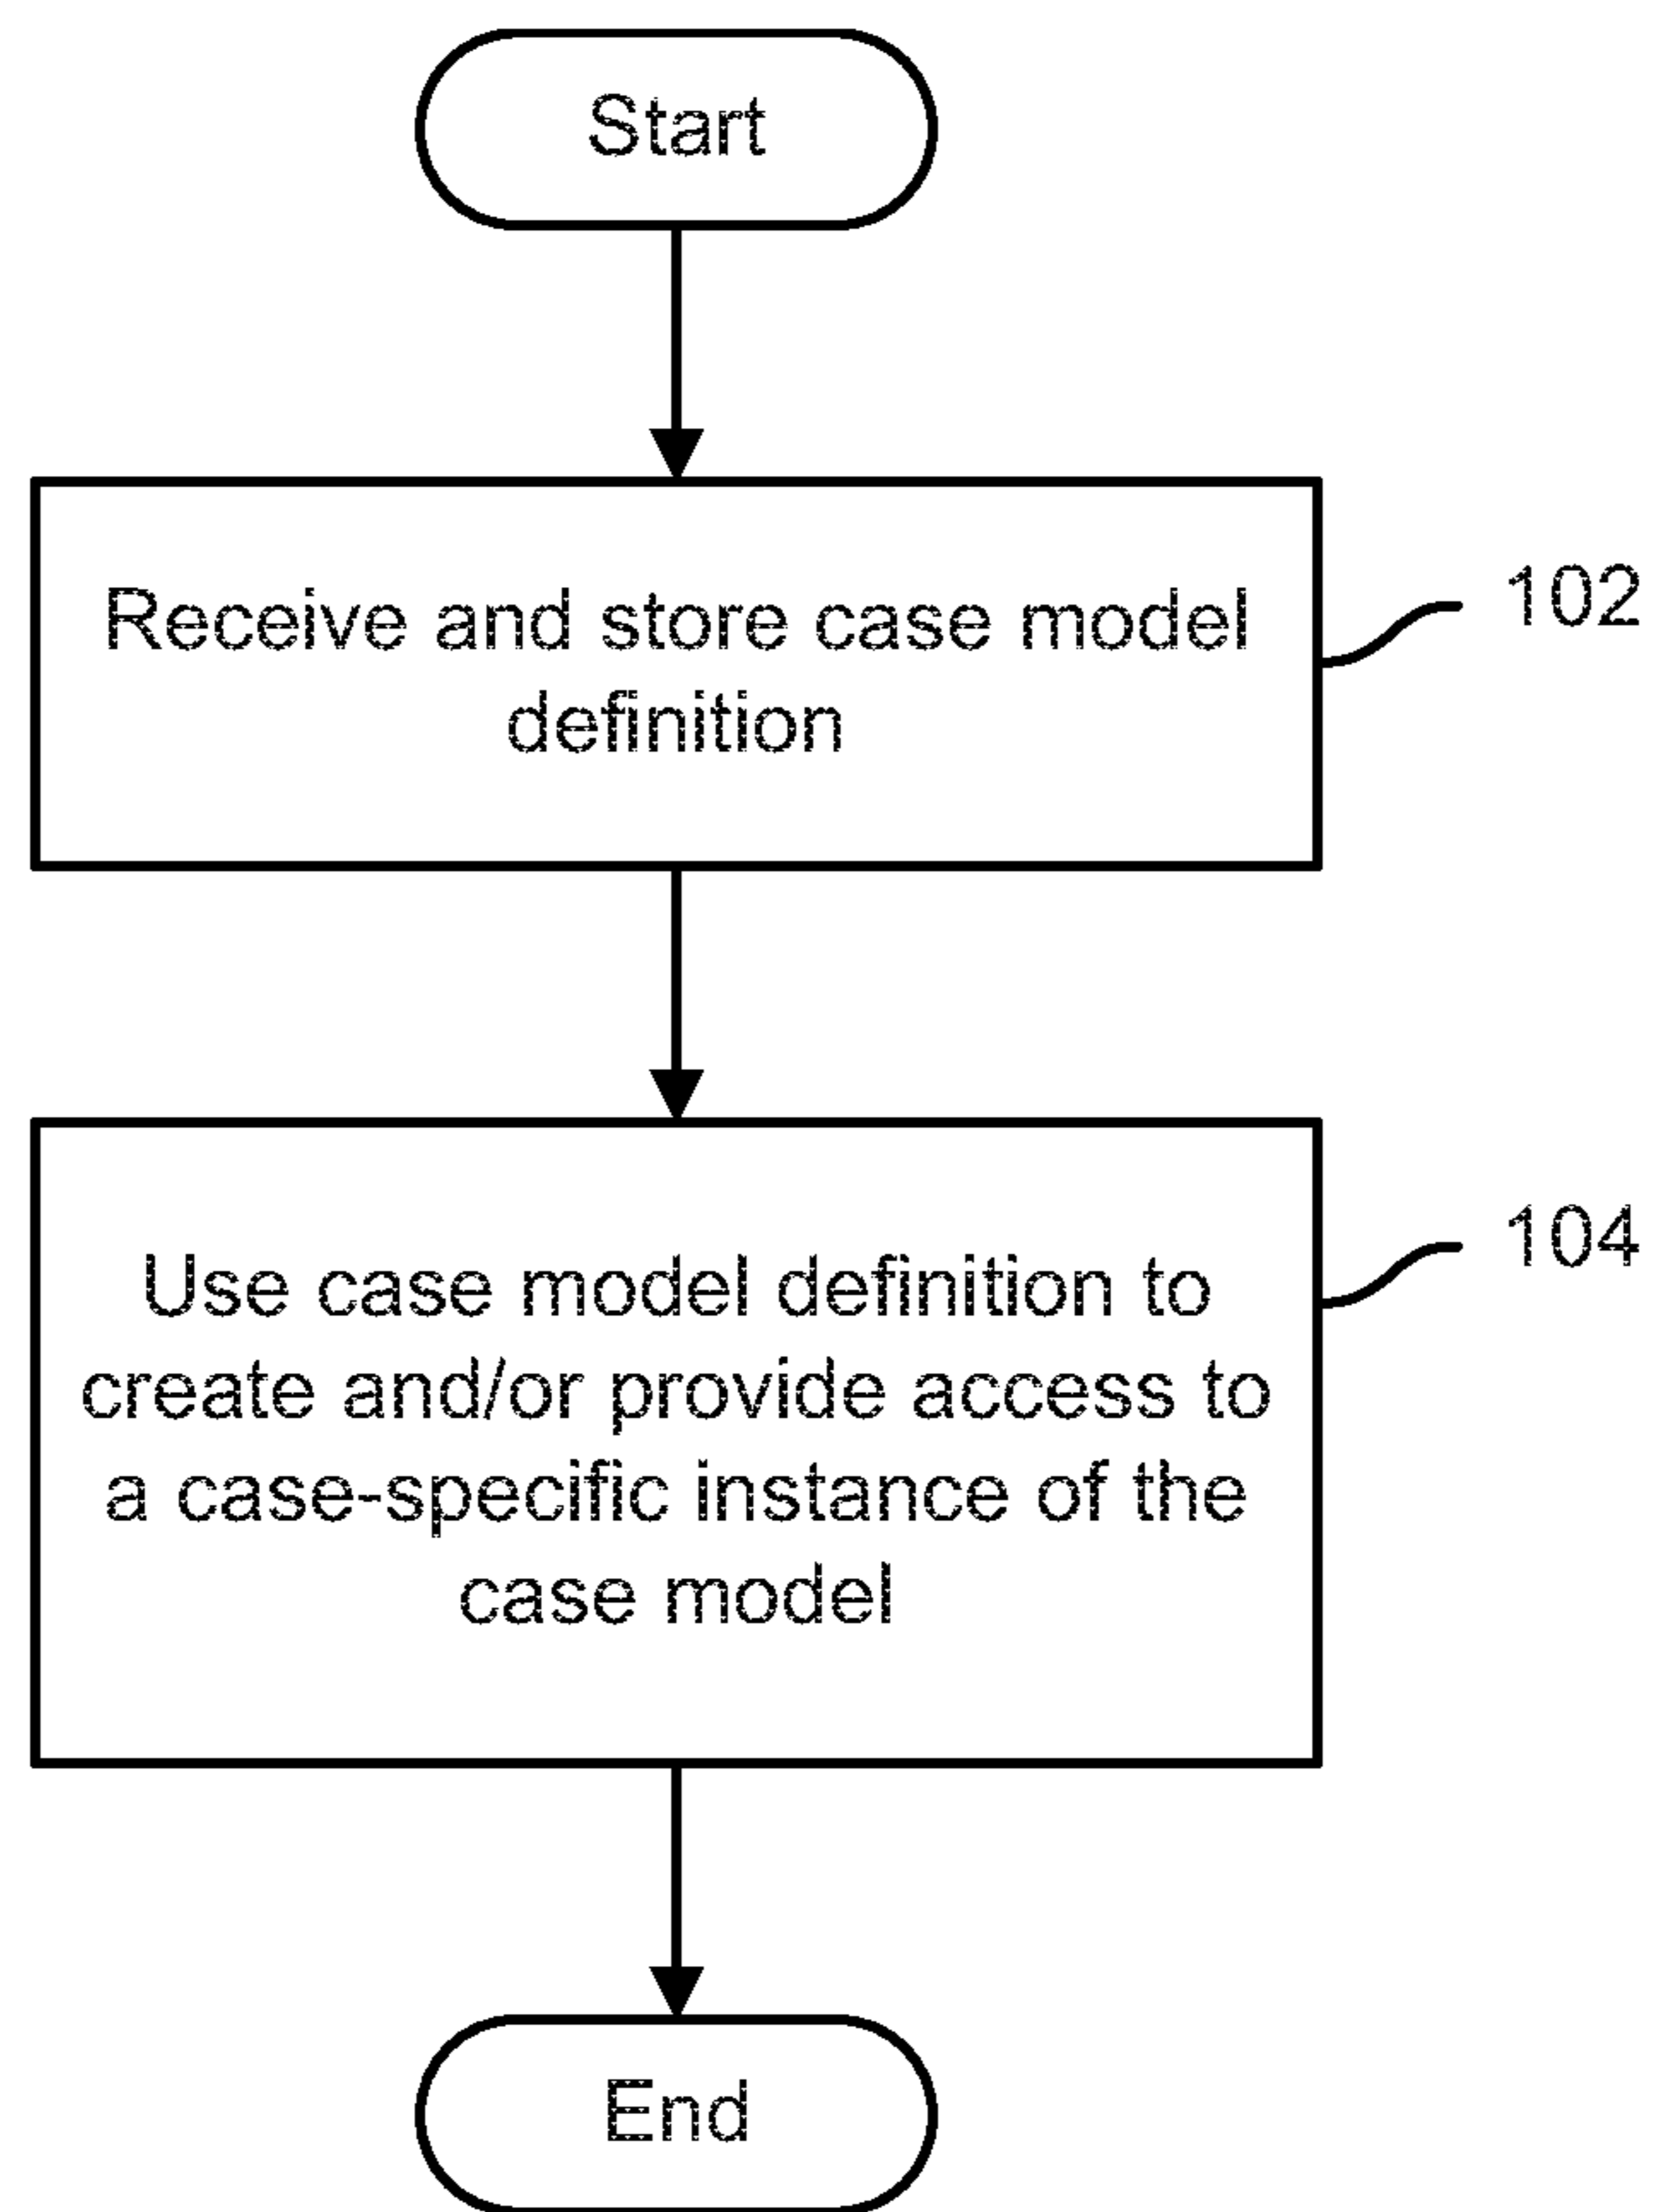 Start
Receive and store case model
definition
102
Use case model definition to
create and/or provide access to
a case-specific instance of the
case model
104
End